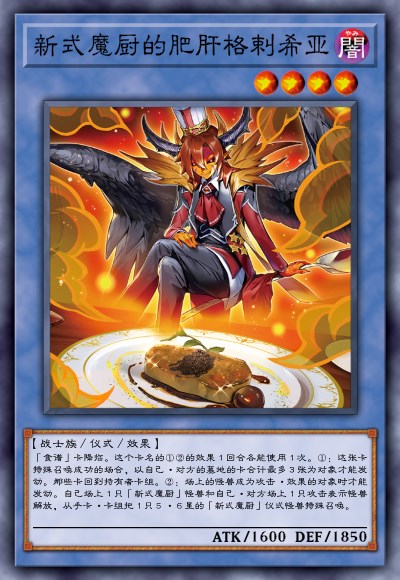 新式魔厨的肥肝格剌希亚
やみ
闇
【战士族／仪式／效果】
「食谱」卡降临。这个卡名的①②的效果1回合各能使用1次。①：这张卡
特殊召唤成功的场合，以自己·对方的墓地的卡合计最多3张为对象才能发
动。那些卡回到持有者卡组。②：场上的怪兽成为攻击·效果的对象时才能
发动。自己场上1只「新式魔厨」怪兽和自己·对方场上1只攻击表示怪兽
解放，从手卡·卡组把1只5·6星的「新式魔厨」仪式怪兽特殊召唤。
ATK/1600 DEF/1850